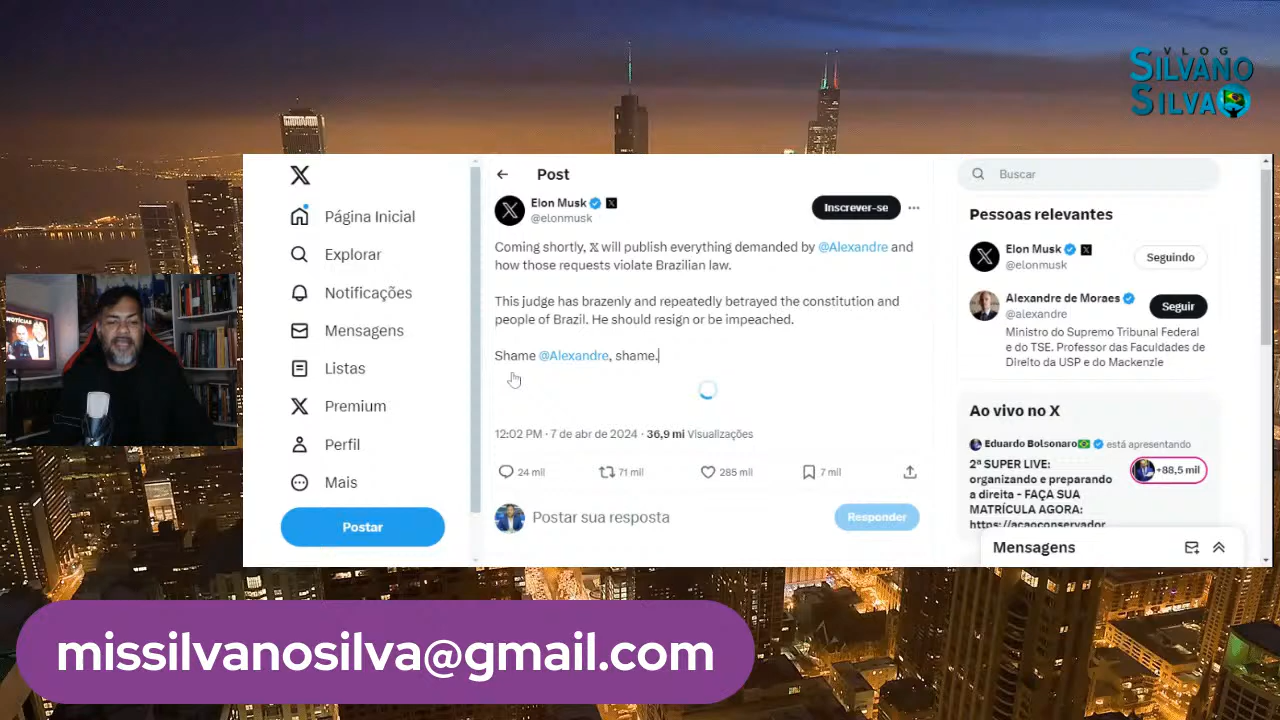 VLOG
SILVANO
SILVA
NOTÍCIAS
Página Inicial
Explorar
Notificações
Mensagens
Listas
Premium
Perfil
Mais
Postar
Post
Elon Musk
@elonmusk
Inscrever-se
Coming shortly, 𝕏 will publish everything demanded by @Alexandre and
how those requests violate Brazilian law.
This judge has brazenly and repeatedly betrayed the constitution and
people of Brazil. He should resign or be impeached.
Shame @Alexandre, shame.
12:02 PM · 7 de abr de 2024 · 36,9 mi Visualizações
24 mil 71 mil 285 mil 7 mil
Postar sua resposta
Responder
Buscar
Pessoas relevantes
Elon Musk
@elonmusk
Seguindo
Alexandre de Moraes
@alexandre
Seguir
Ministro do Supremo Tribunal Federal
e do TSE. Professor das Faculdades de
Direito da USP e do Mackenzie
Ao vivo no X
Eduardo Bolsonaro está apresentando
2ª SUPER LIVE:
organizando e preparando
a direita - FAÇA SUA
MATRÍCULA AGORA:
https://acaoconservador
+88,5 mil
Mensagens
missilvanosilva@gmail.com